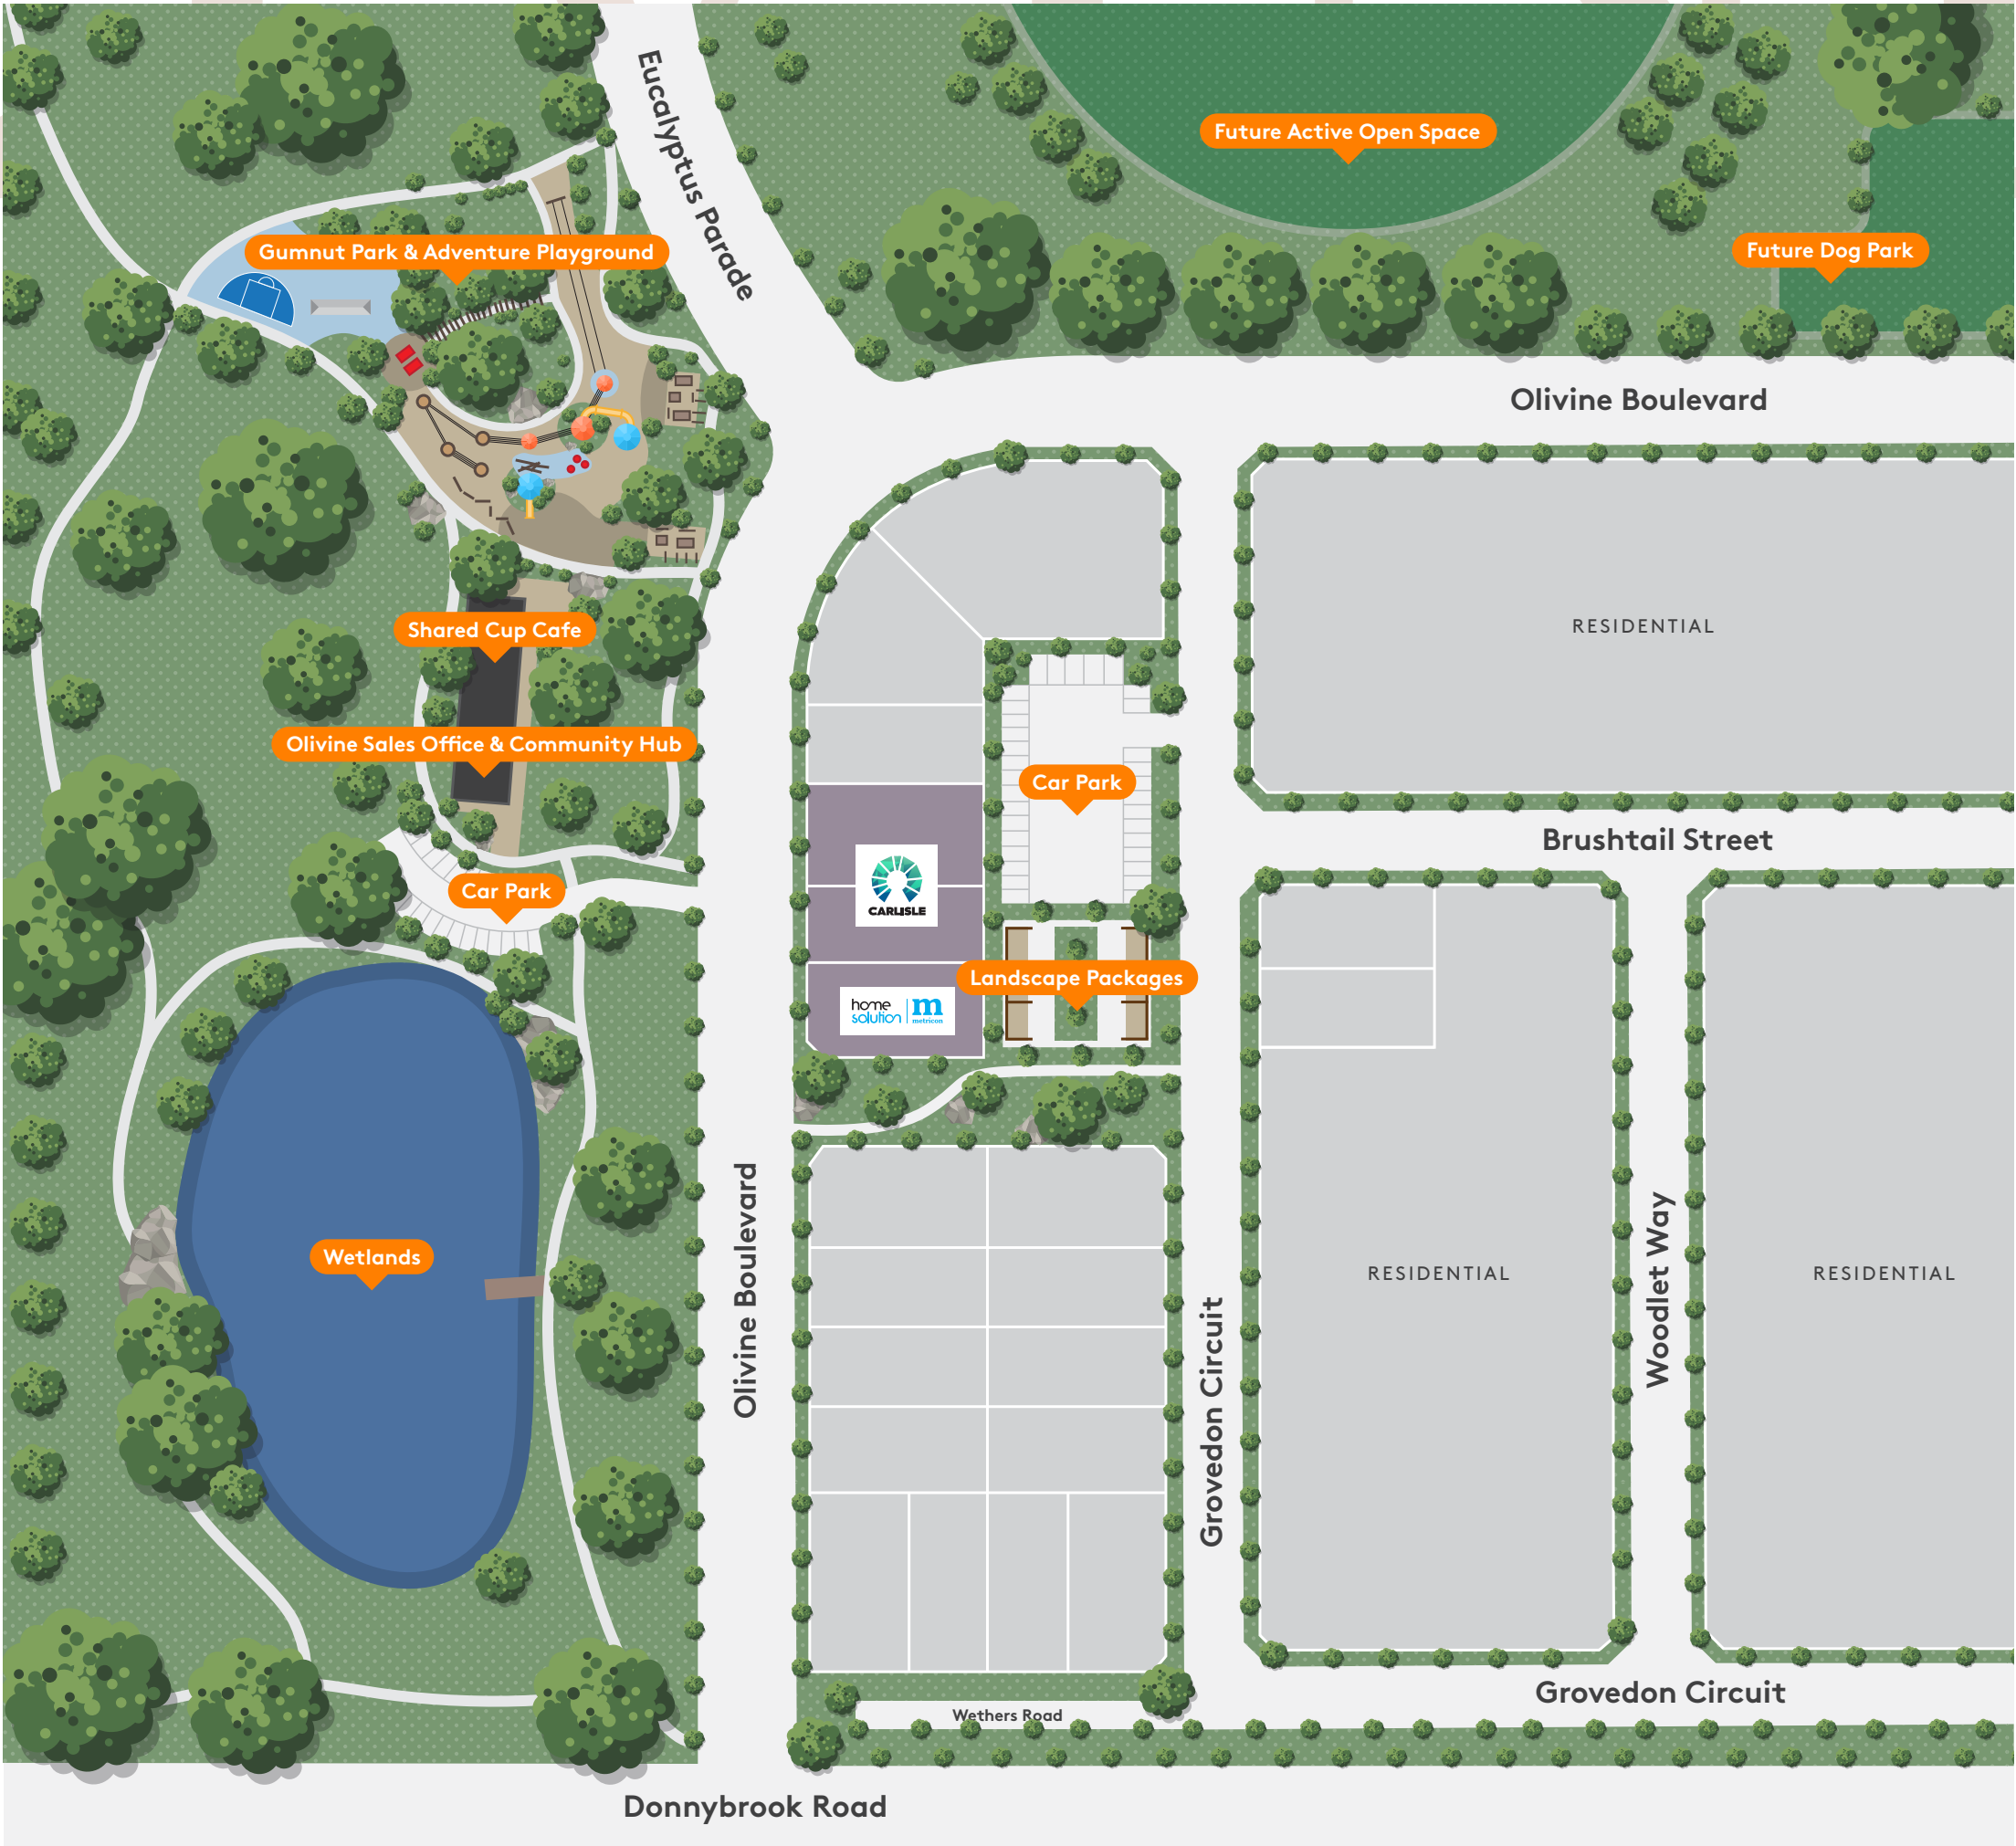 Eucalyptus Parade
Future Active Open Space
Gumnut Park & Adventure Playground
Future Dog Park
Olivine Boulevard
Shared Cup Cafe
RESIDENTIAL
Olivine Sales Office & Community Hub
Car Park
Brushtail Street
Car Park
CARLISLE
Landscape Packages
home solution | m metricon
Wetlands
Olivine Boulevard
Grovedon Circuit
RESIDENTIAL
Woodlet Way
RESIDENTIAL
Grovedon Circuit
Wethers Road
Donnybrook Road